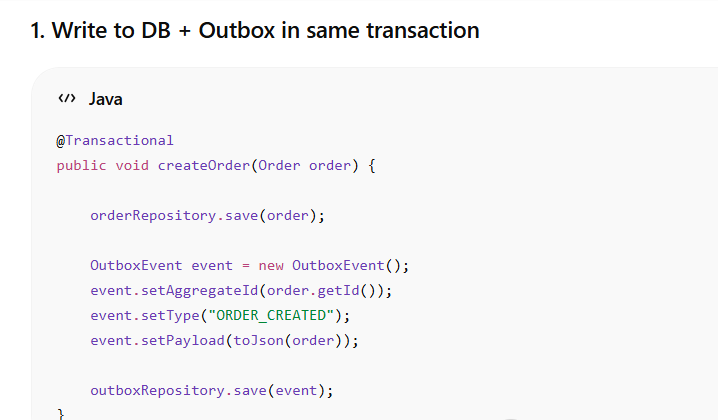 1. Write to DB + Outbox in same transaction
</> Java
@Transactional
public void createOrder(Order order) {
orderRepository.save(order);
OutboxEvent event = new OutboxEvent();
event.setAggregateId(order.getId());
event.setType("ORDER_CREATED");
event.setPayload(toJson(order));
outboxRepository.save(event);
}